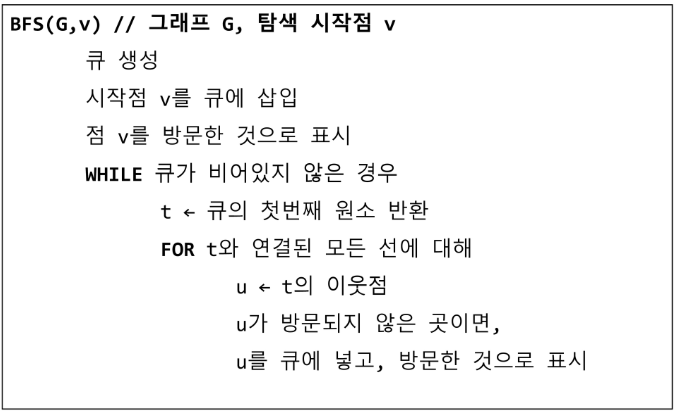 BFS(G,v) // 그래프 G, 탐색 시작점 v
큐 생성
시작점 v를 큐에 삽입
점 v를 방문한 것으로 표시
WHILE 큐가 비어있지 않은 경우
t ← 큐의 첫번째 원소 반환
FOR t와 연결된 모든 선에 대해
u ← t의 이웃점
u가 방문되지 않은 곳이면,
u를 큐에 넣고, 방문한 것으로 표시